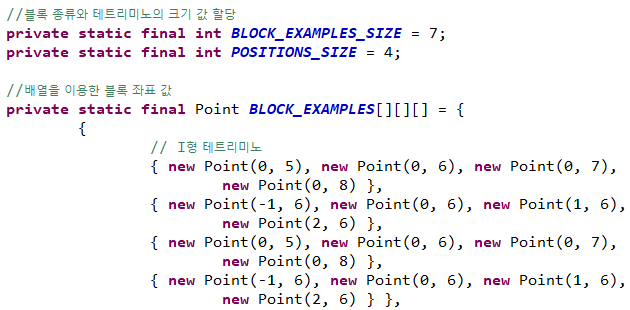 //블록 종류와 테트리미노의 크기 값 할당
private static final int BLOCK_EXAMPLES_SIZE = 7;
private static final int POSITIONS_SIZE = 4;
//배열을 이용한 블록 좌표 값
private static final Point BLOCK_EXAMPLES[][][] = {
{
// I형 테트리미노
{ new Point(0, 5), new Point(0, 6), new Point(0, 7),
new Point(0, 8) },
{ new Point(-1, 6), new Point(0, 6), new Point(1, 6),
new Point(2, 6) },
{ new Point(0, 5), new Point(0, 6), new Point(0, 7),
new Point(0, 8) },
{ new Point(-1, 6), new Point(0, 6), new Point(1, 6),
new Point(2, 6) } },